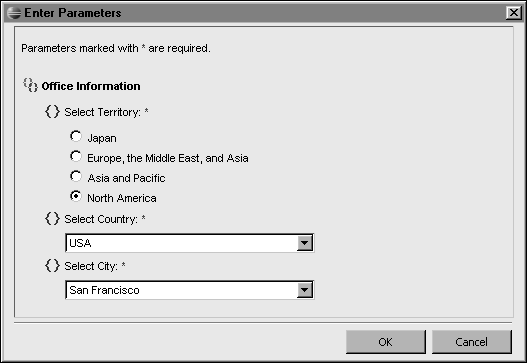 Enter Parameters
Parameters marked with * are required.
Office Information
Select Territory: *
Japan
Europe, the Middle East, and Asia
Asia and Pacific
North America
Select Country: *
USA
Select City: *
San Francisco
OK
Cancel